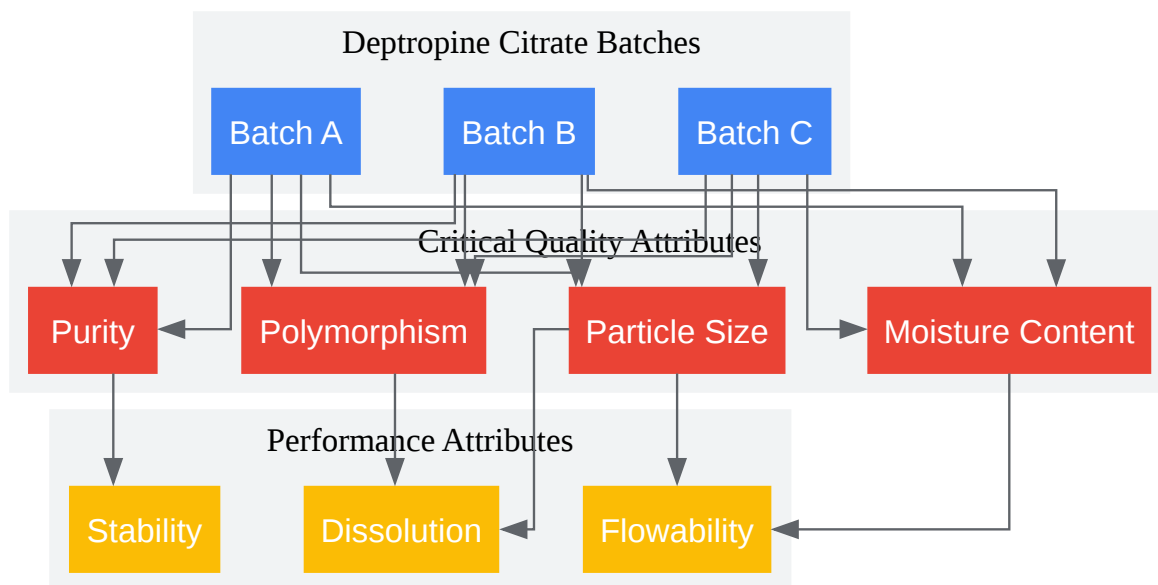 Deptropine Citrate Batches
Batch A
Batch B
Batch C
Critical Quality Attributes
Purity
Polymorphism
Particle Size
Moisture Content
Performance Attributes
Stability
Dissolution
Flowability